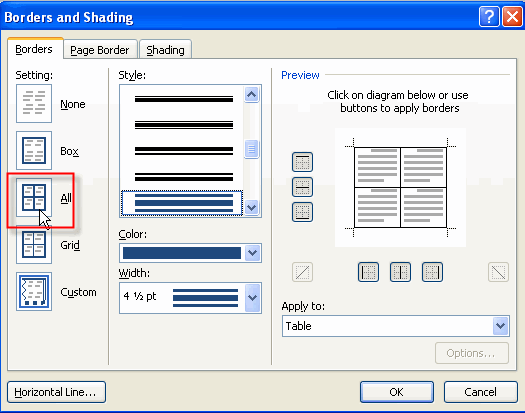 Borders and Shading
Borders
Page Border
Shading
Setting:
None
Box
All
Grid
Custom
Style:
Color:
Width:
4 ½ pt
Preview
Click on diagram below or use
buttons to apply borders
Apply to:
Table
Options...
Horizontal Line...
OK
Cancel